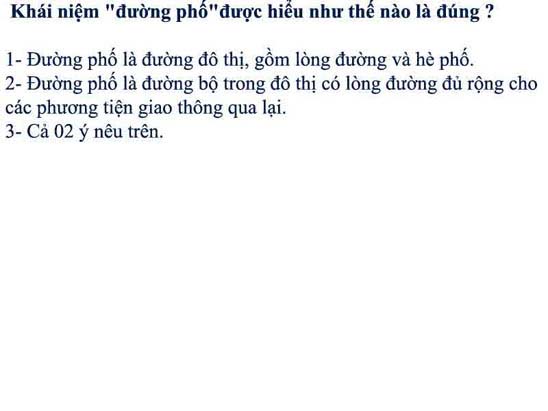 Khái niệm "đường phố"được hiểu như thế nào là đúng ?
1- Đường phố là đường đô thị, gồm lòng đường và hè phố.
2- Đường phố là đường bộ trong đô thị có lòng đường đủ rộng cho
các phương tiện giao thông qua lại.
3- Cả 02 ý nêu trên.